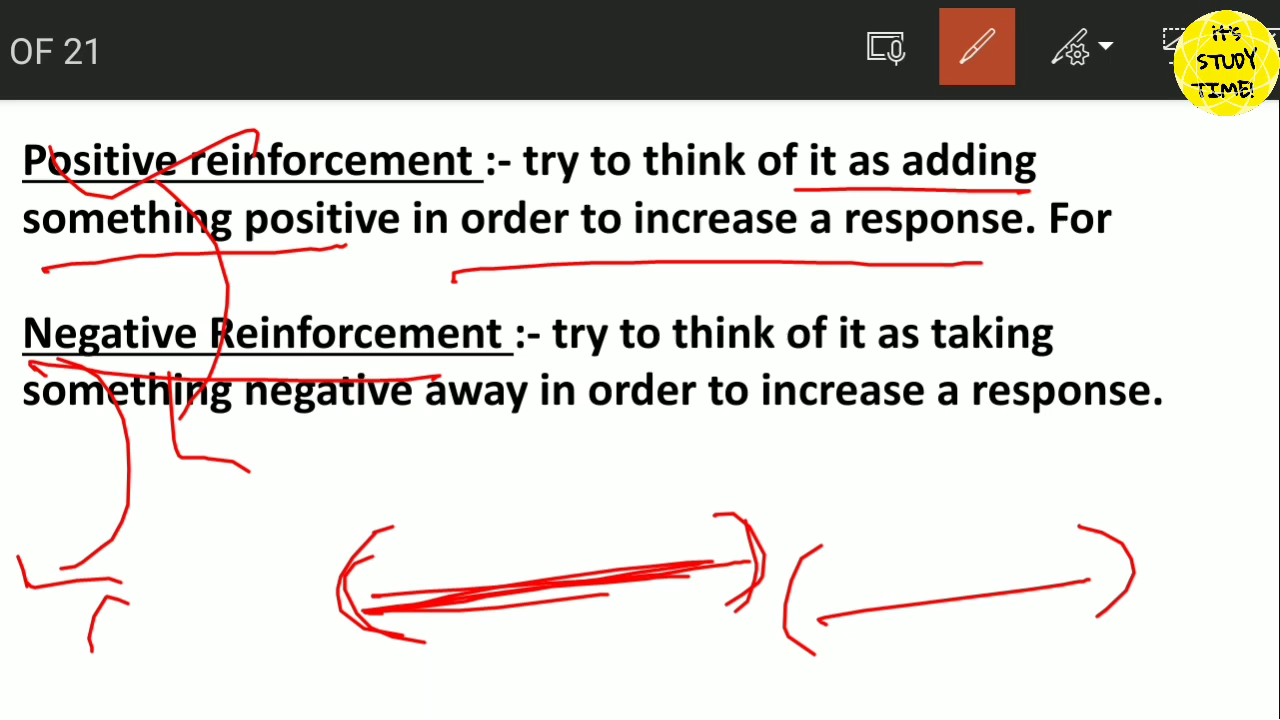 OF 21
IT'S
STUDY
TIME!
Positive reinforcement :- try to think of it as adding
something positive in order to increase a response. For
Negative Reinforcement :- try to think of it as taking
something negative away in order to increase a response.